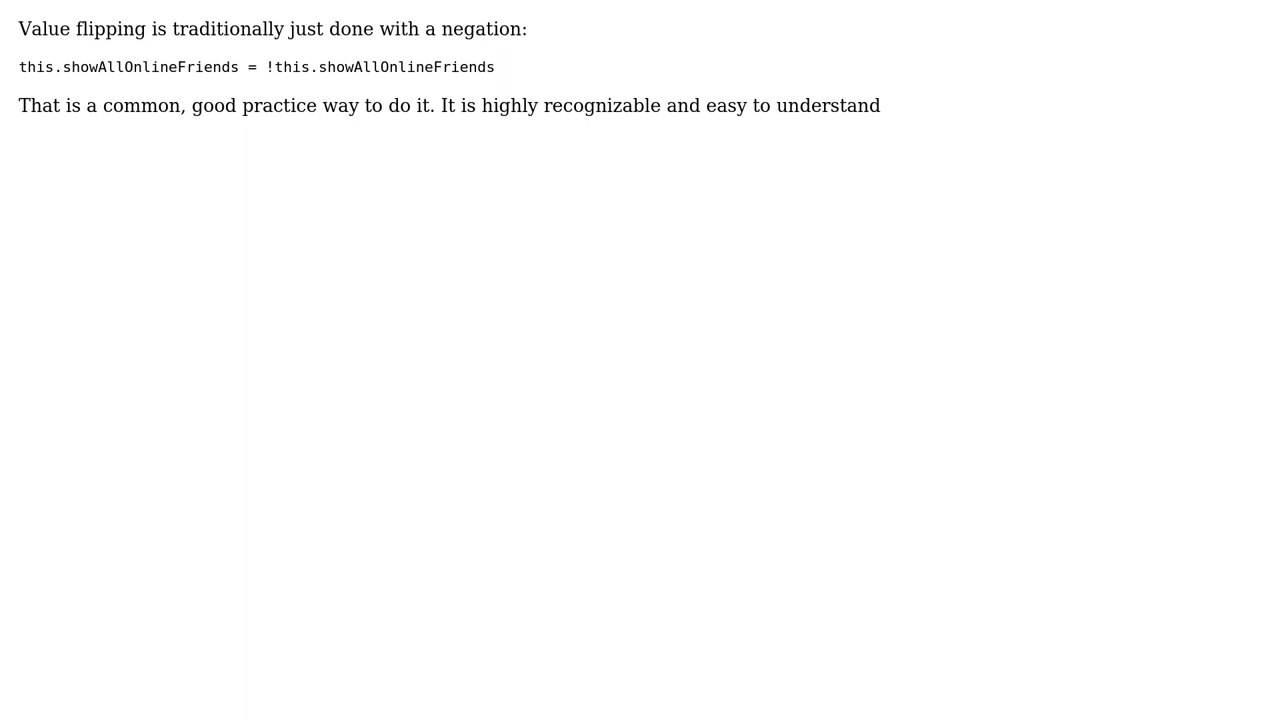 Value flipping is traditionally just done with a negation:
this.showAllOnlineFriends = !this.showAllOnlineFriends
That is a common, good practice way to do it. It is highly recognizable and easy to understand